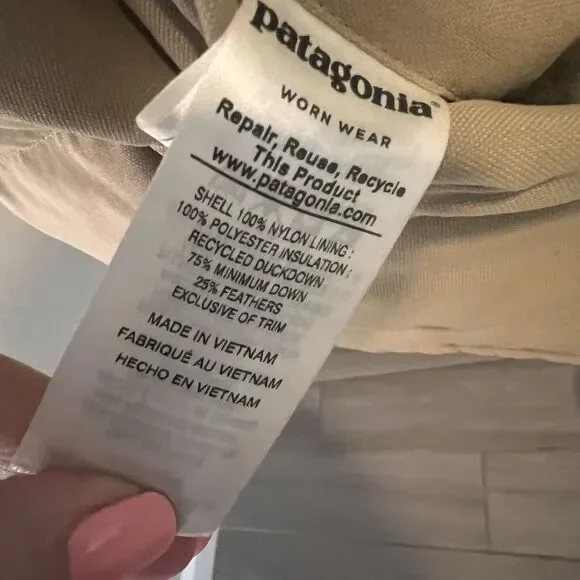 patagonia®
WORN WEAR
Repair, Reuse, Recycle
This Product
www.patagonia.com
SHELL 100% NYLON LINING :
100% POLYESTER INSULATION :
RECYCLED DUCKDOWN
75% MINIMUM DOWN
25% FEATHERS
EXCLUSIVE OF TRIM
MADE IN VIETNAM
FABRIQUÉ AU VIETNAM
HECHO EN VIETNAM